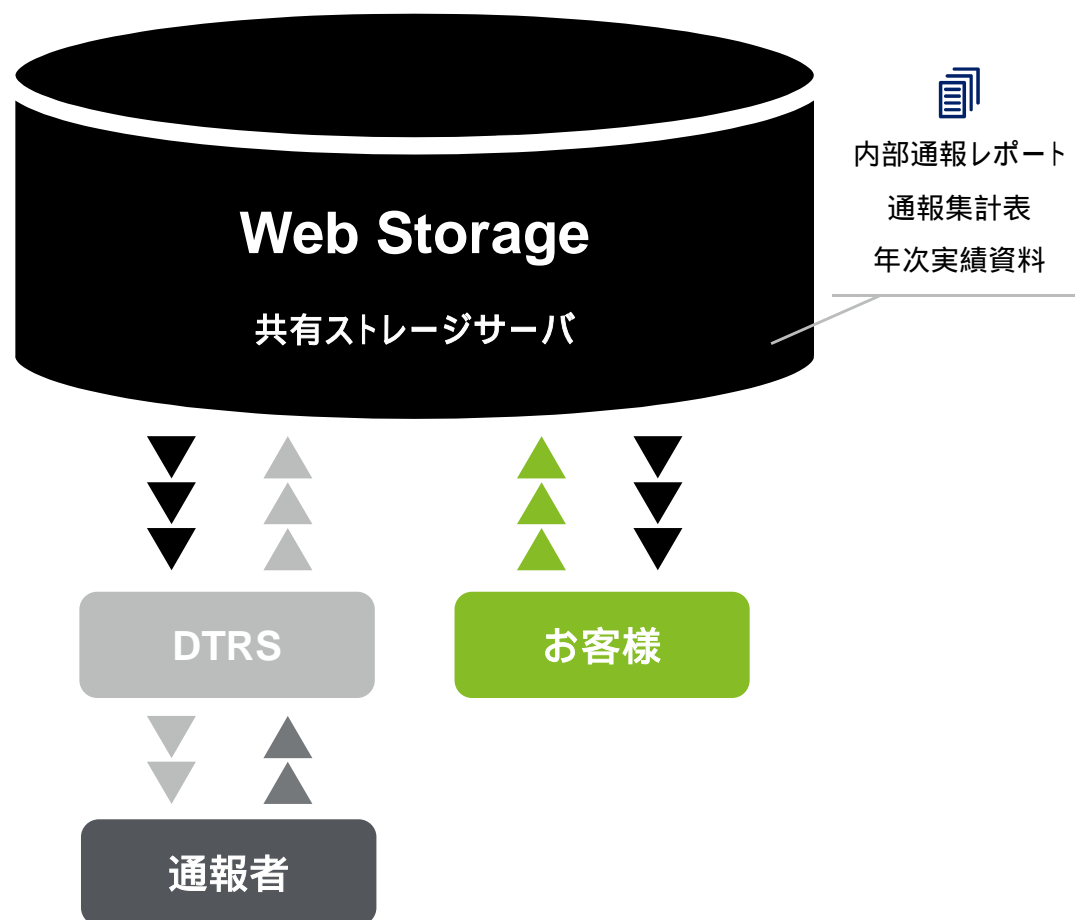 Web Storage
共有ストレージサーバ
内部通報レポート
通報集計表
年次実績資料
DTRS
お客様
通報者